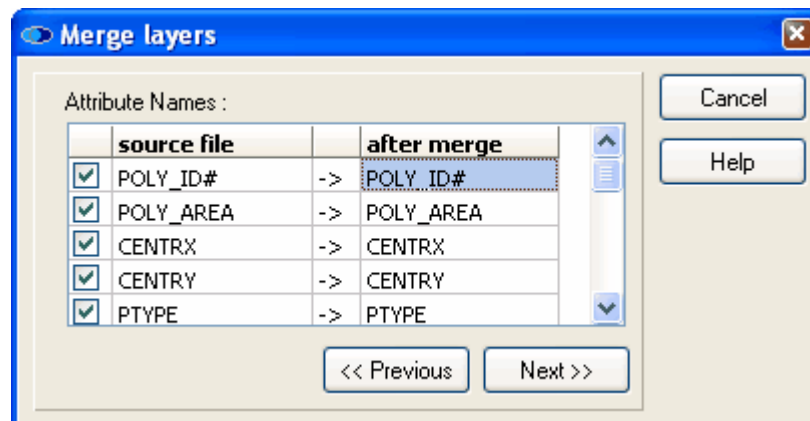 Merge layers
Attribute Names :
Cancel
source file after merge
Help
POLY_ID# -> POLY_ID#
POLY_AREA -> POLY_AREA
CENTRX -> CENTRX
CENTRY -> CENTRY
PTYPE -> PTYPE
<< Previous Next >>